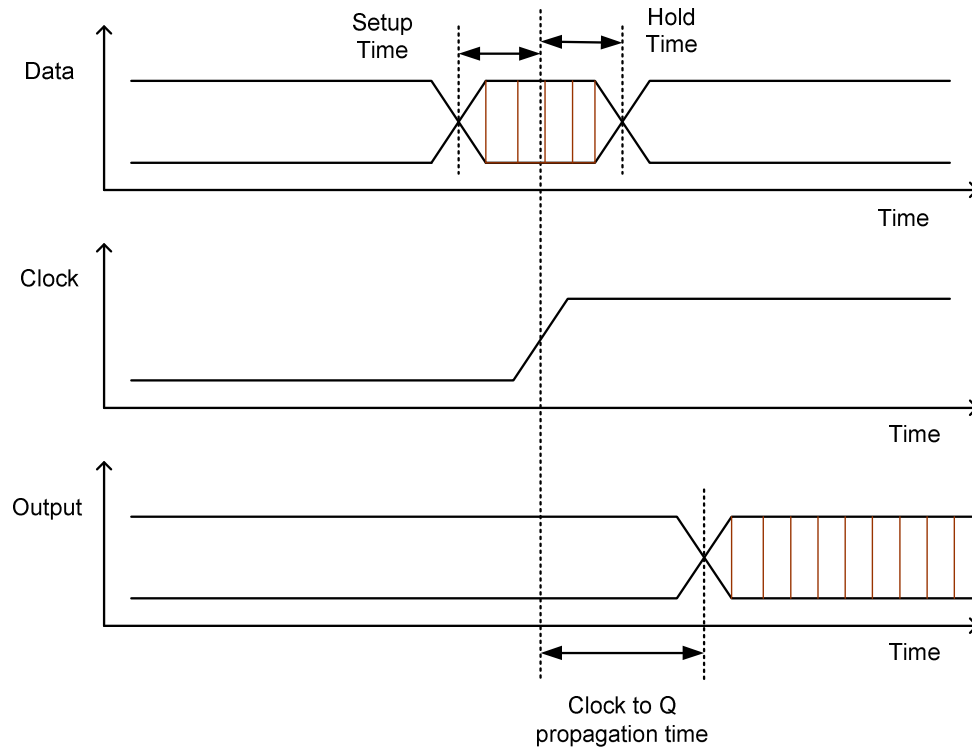 Setup
Time
Hold
Time
Data
Time
Clock
Time
Output
Time
Clock to Q
propagation time